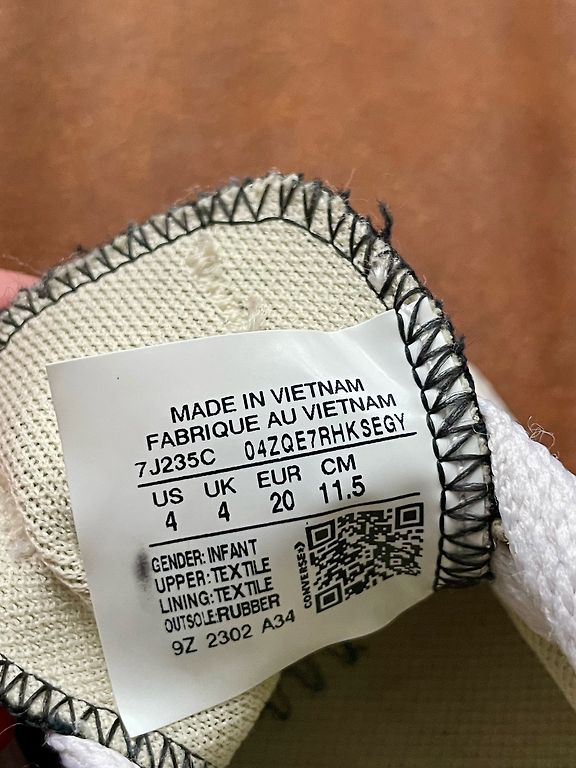 MADE IN VIETNAM
FABRIQUE AU VIETNAM
7J235C 04ZQE7RHKSEGY
US UK EUR CM
4 4 20 11.5
GENDER: INFANT
UPPER: TEXTILE
LINING: TEXTILE
OUTSOLE:RUBBER
9Z 2302 A34
CONVERSE